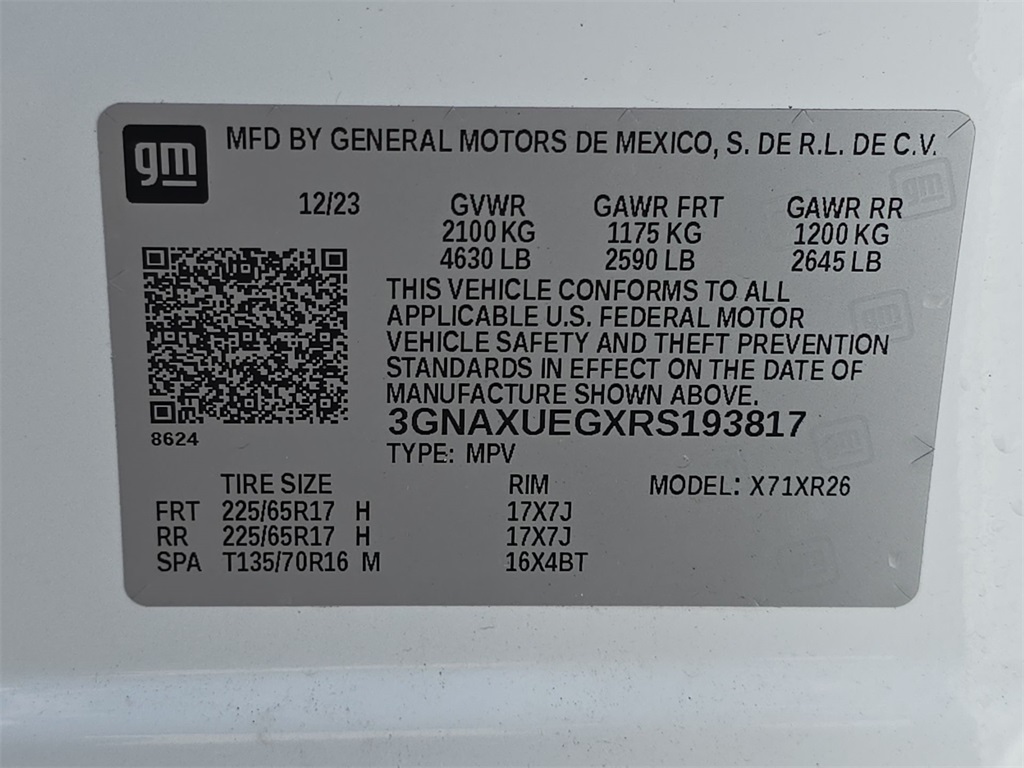 gm
MFD BY GENERAL MOTORS DE MEXICO, S. DE R.L. DE C.V.
12/23 GVWR GAWR FRT GAWR RR
2100 KG 1175 KG 1200 KG
4630 LB 2590 LB 2645 LB
THIS VEHICLE CONFORMS TO ALL
APPLICABLE U.S. FEDERAL MOTOR
VEHICLE SAFETY AND THEFT PREVENTION
STANDARDS IN EFFECT ON THE DATE OF
MANUFACTURE SHOWN ABOVE.
3GNAXUEGXRS193817
8624
TYPE: MPV
TIRE SIZE RIM MODEL: X71XR26
FRT 225/65R17 H 17X7J
RR 225/65R17 H 17X7J
SPA T135/70R16 M 16X4BT